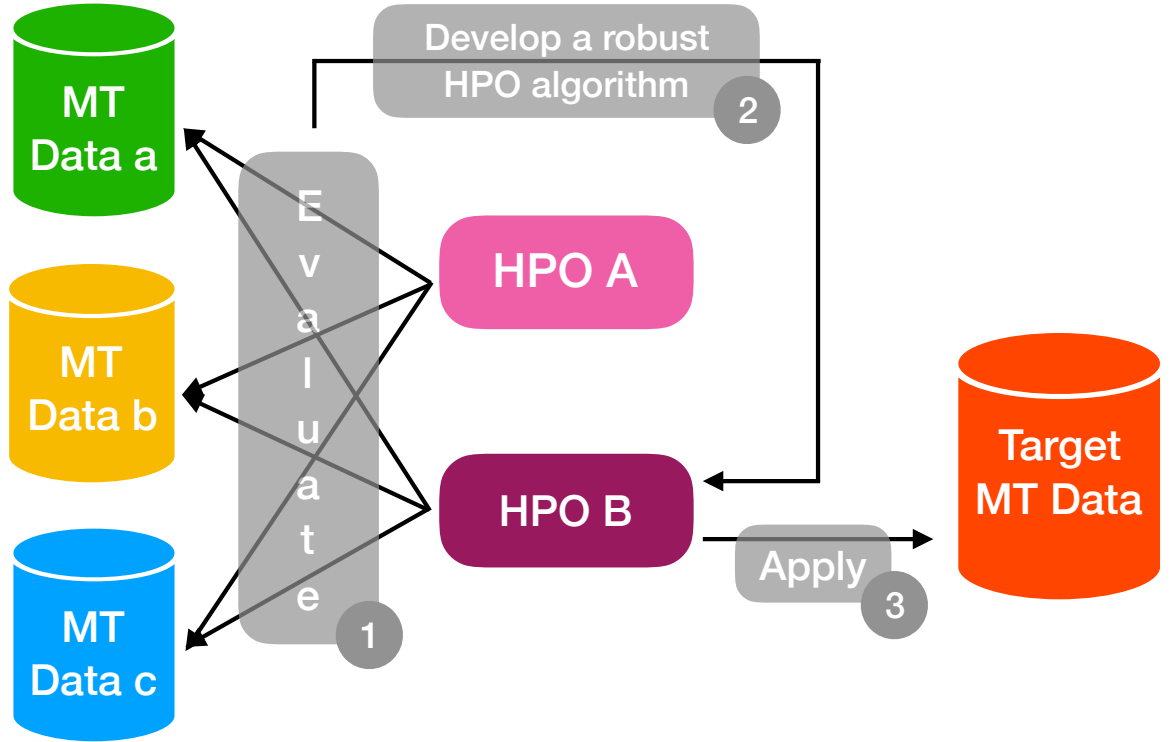 MT
Data a
MT
Data b
MT
Data c
Evaluate
1
Develop a robust
HPO algorithm
2
HPO A
HPO B
Apply
3
Target
MT Data